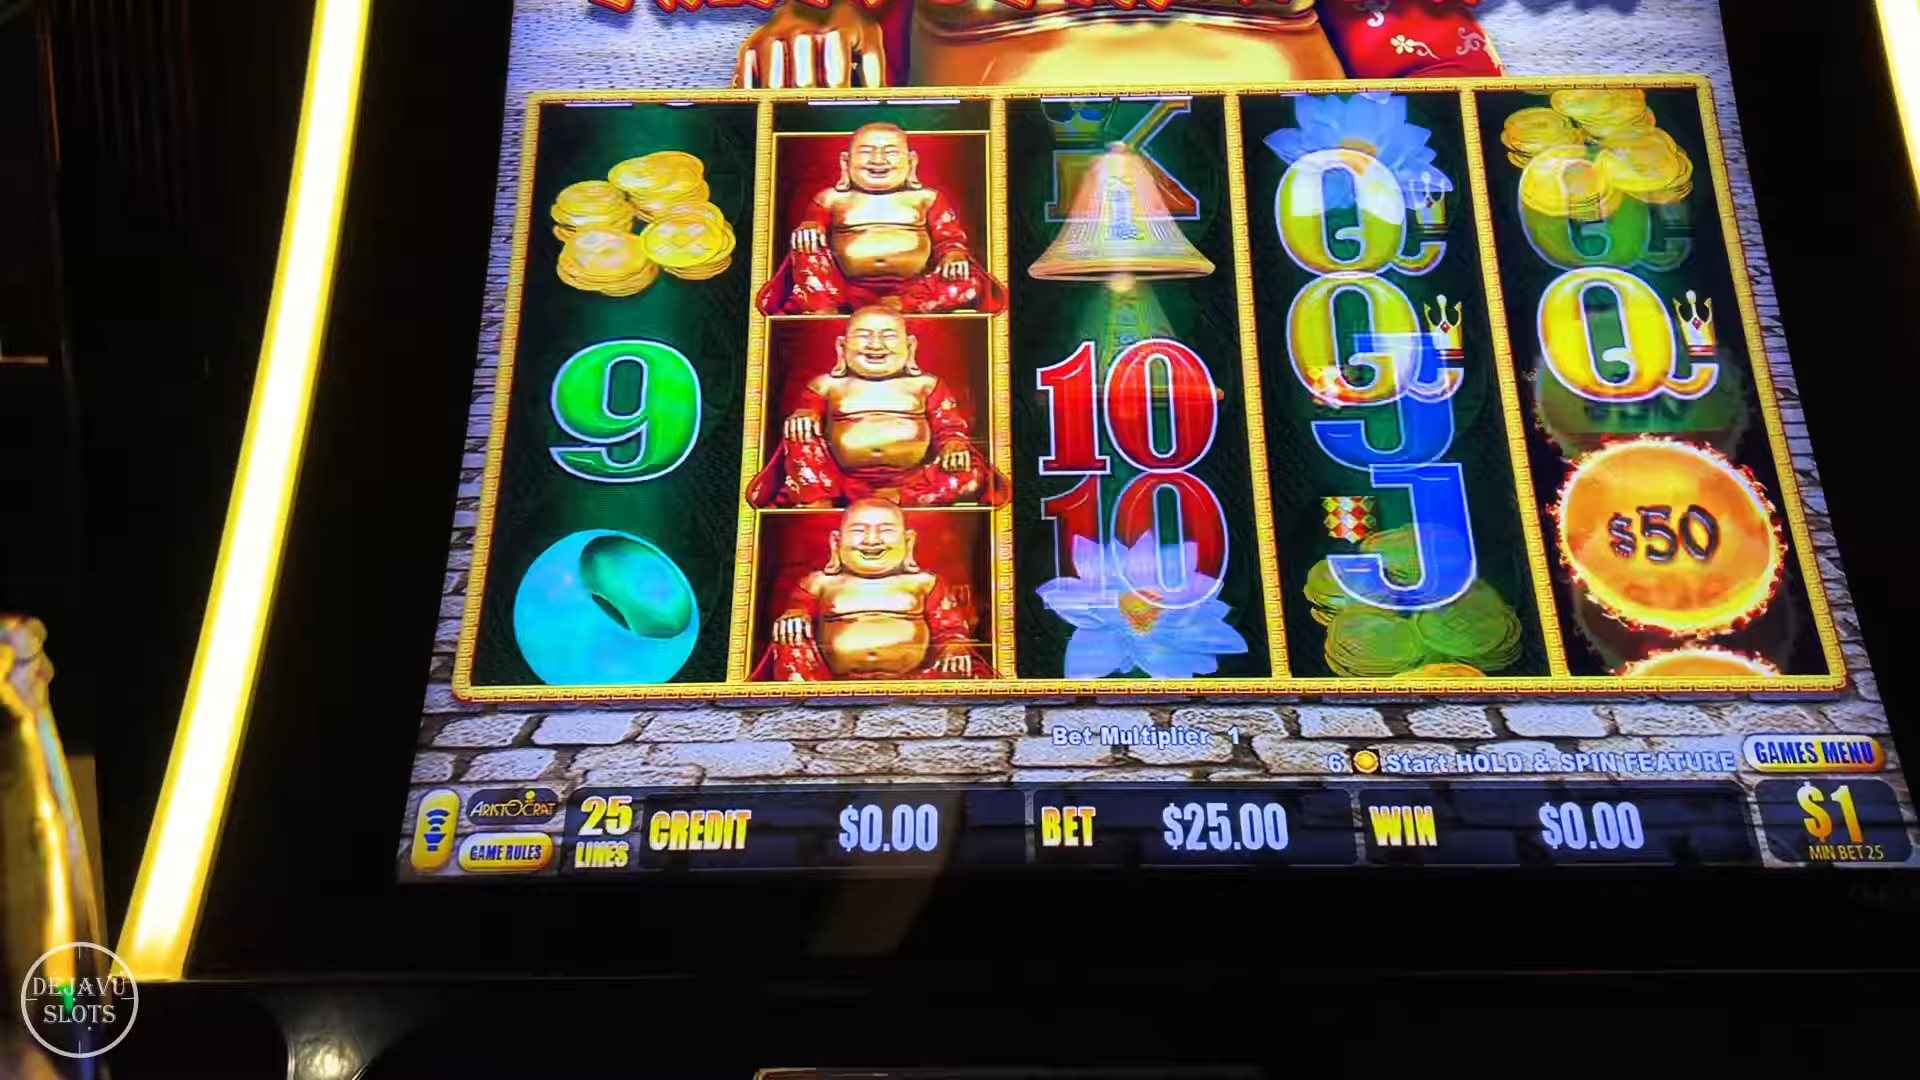 K
Q
Q
9
10
Q
Q
10
J
J
$50
Bet Multiplier 1
6 Start HOLD & SPIN FEATURE
GAMES MENU
ARISTOCRAT
GAME RULES
25
LINES
CREDIT $0.00
BET $25.00
WIN $0.00
$1
MIN BET 25
DEJAVU
SLOTS